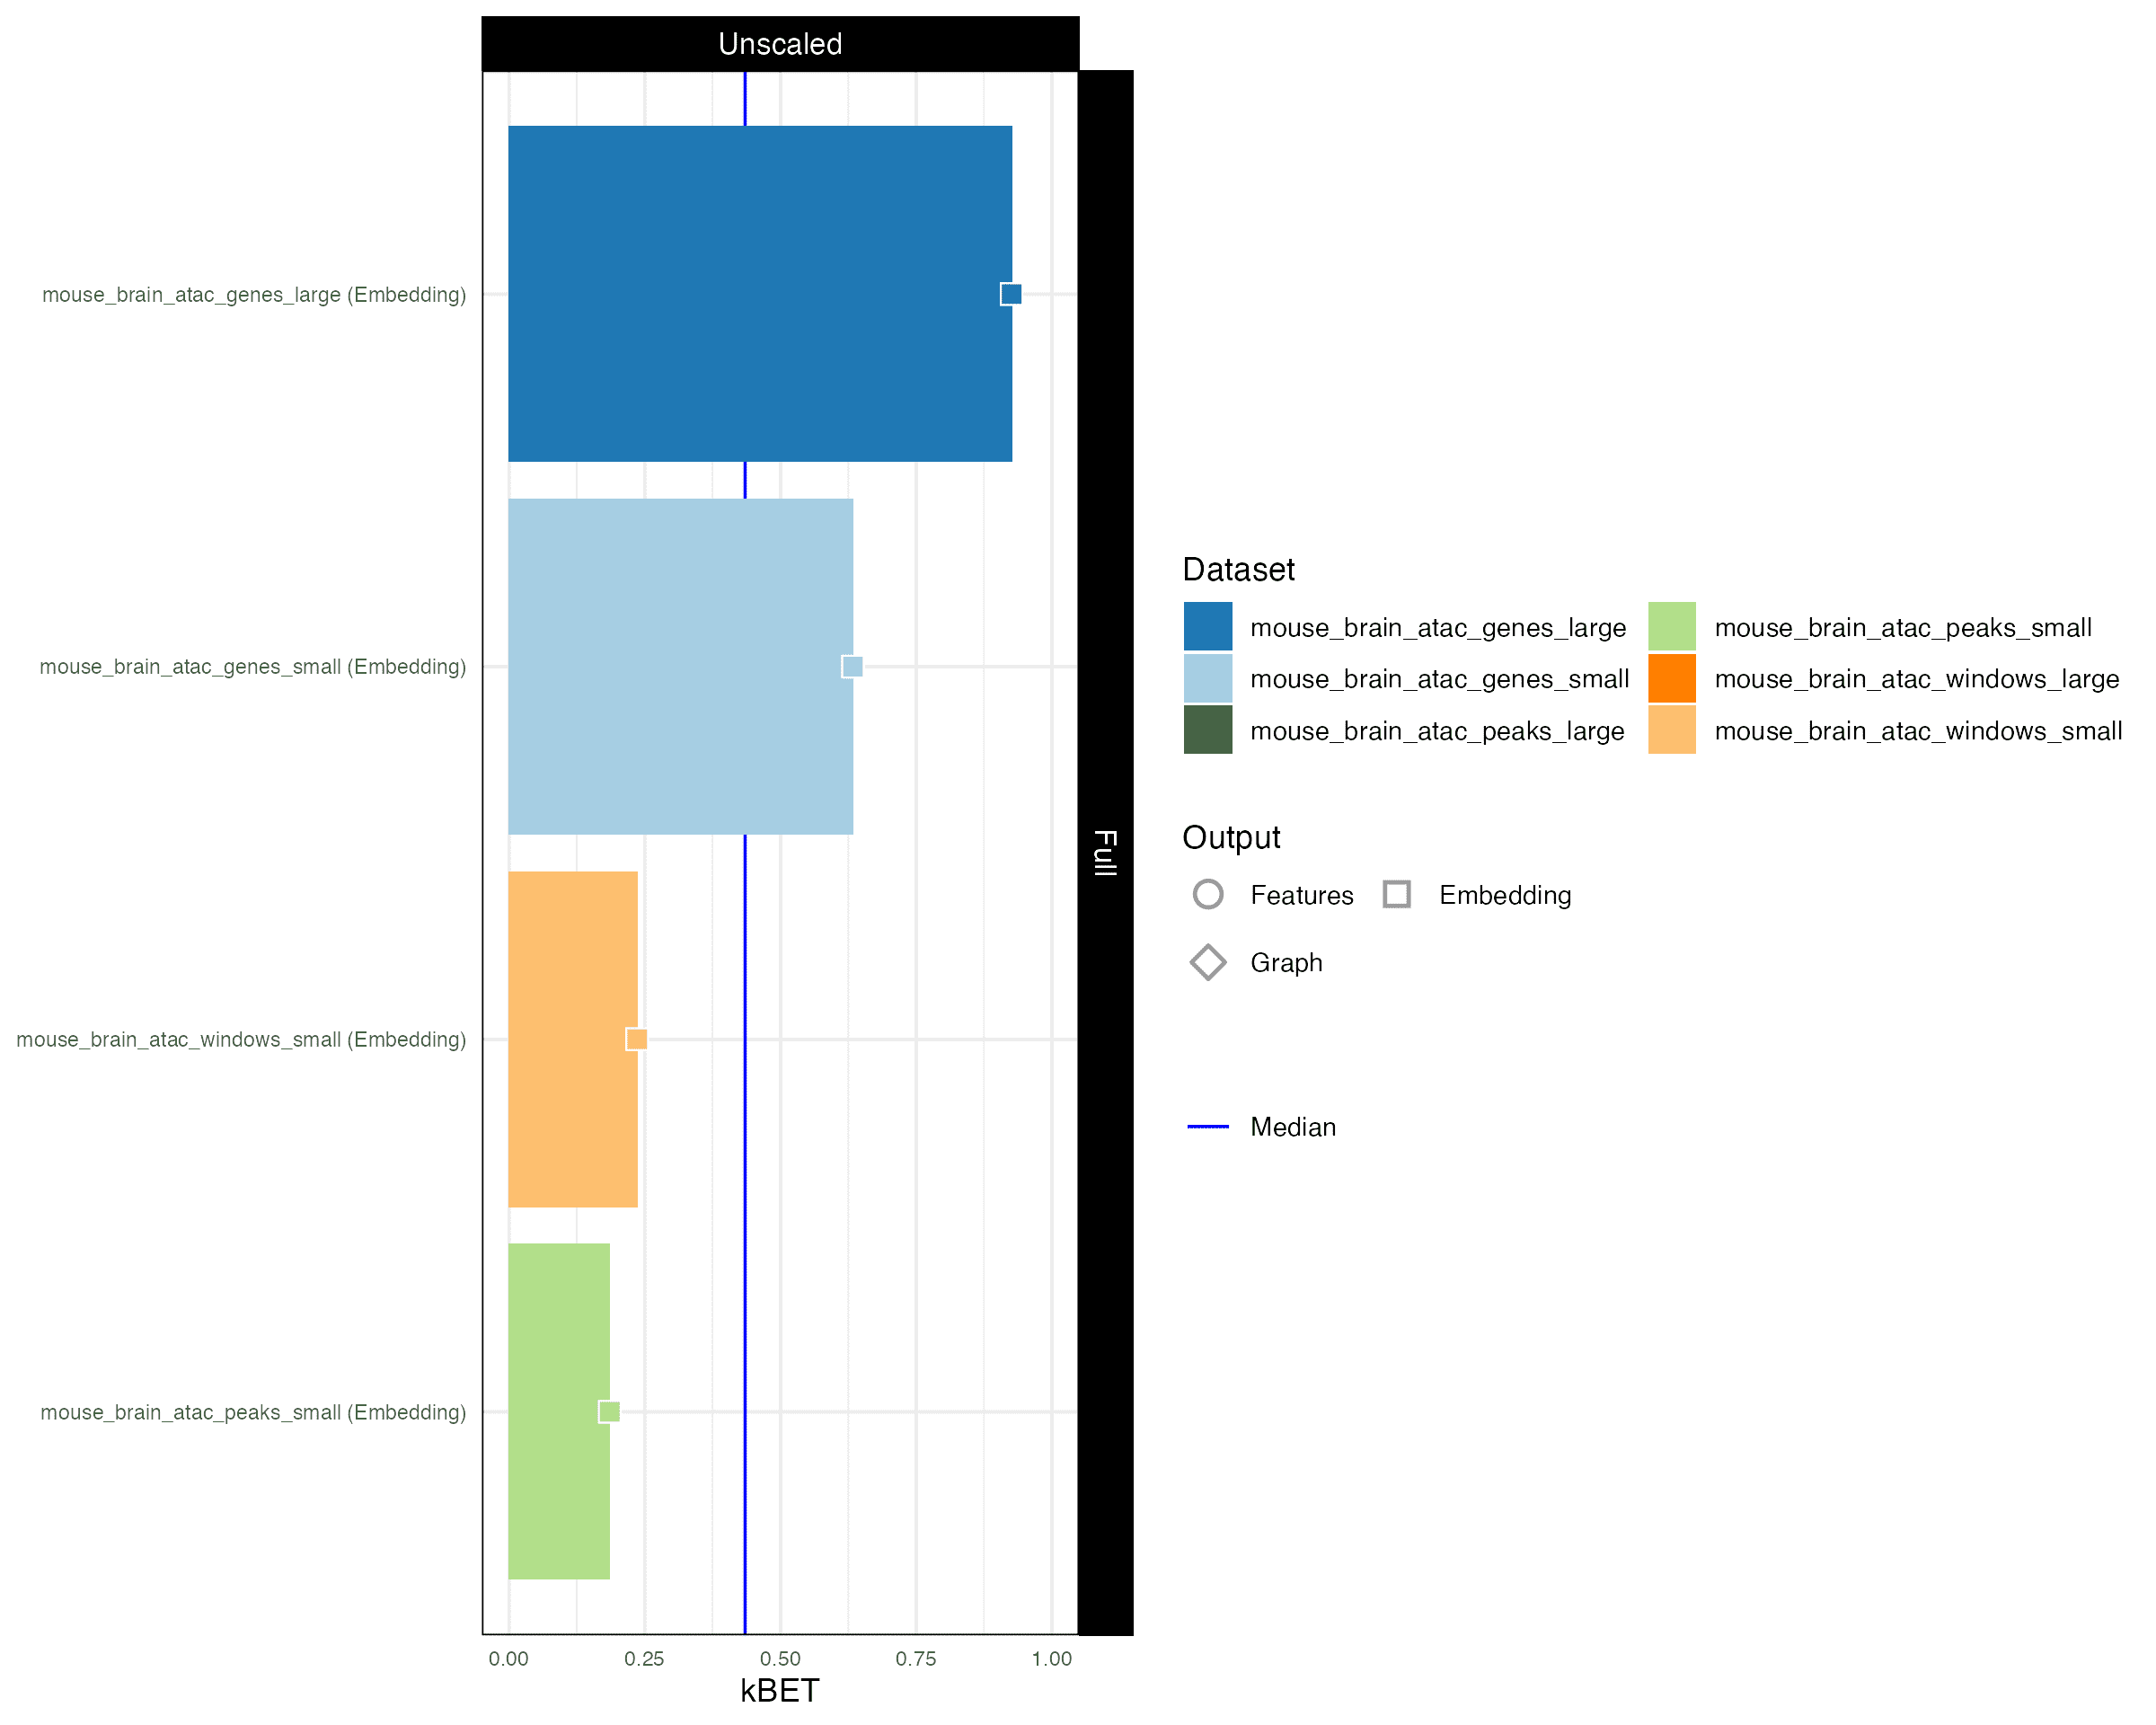 Unscaled
Full
mouse_brain_atac_genes_large (Embedding)
mouse_brain_atac_genes_small (Embedding)
mouse_brain_atac_windows_small (Embedding)
mouse_brain_atac_peaks_small (Embedding)
0.00 0.25 0.50 0.75 1.00
kBET
Dataset
mouse_brain_atac_genes_large mouse_brain_atac_peaks_small
mouse_brain_atac_genes_small mouse_brain_atac_windows_large
mouse_brain_atac_peaks_large mouse_brain_atac_windows_small
Output
Features Embedding
Graph
Median